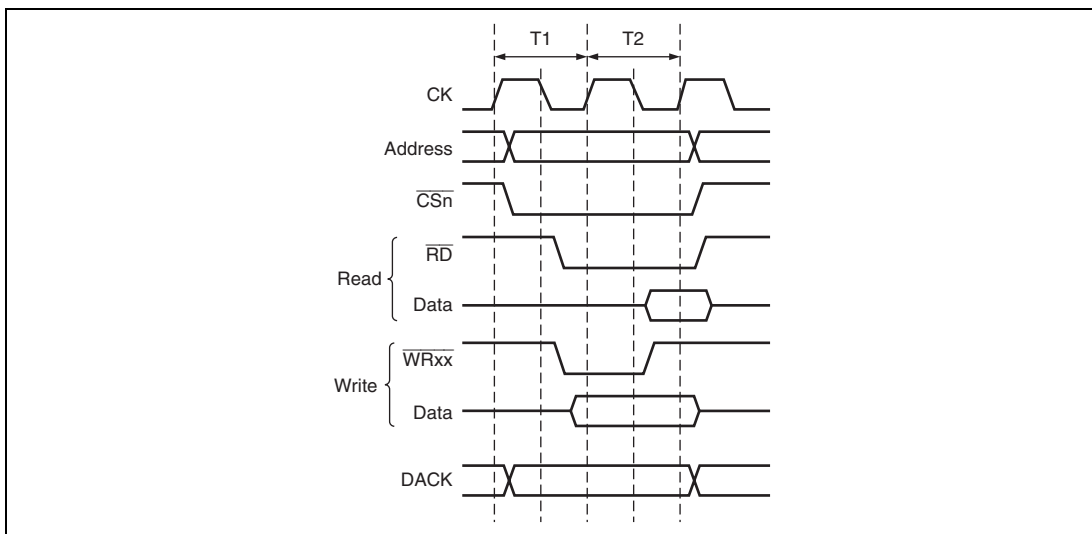 T1 T2
CK
Address
CSn
RD
Read
Data
WRxx
Write
Data
DACK